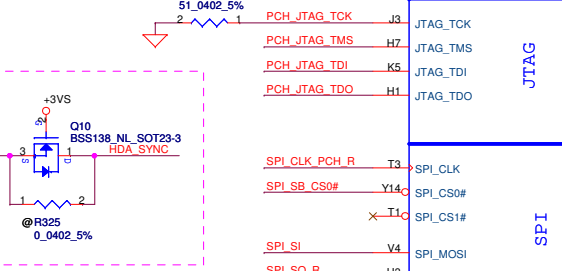 51_0402_5%
2 1 PCH_JTAG_TCK J3 JTAG_TCK
PCH_JTAG_TMS H7 JTAG_TMS
PCH_JTAG_TDI K5 JTAG_TDI
PCH_JTAG_TDO H1 JTAG_TDO
JTAG
+3VS
G
2
Q10
BSS138_NL_SOT23-3
3 S 1 D HDA_SYNC
1 2
@R325
0_0402_5%
SPI_CLK_PCH_R T3 SPI_CLK
SPI_SB_CS0# Y14 SPI_CS0#
T1 SPI_CS1#
SPI
SPI_SI V4 SPI_MOSI
SPI_SO_R